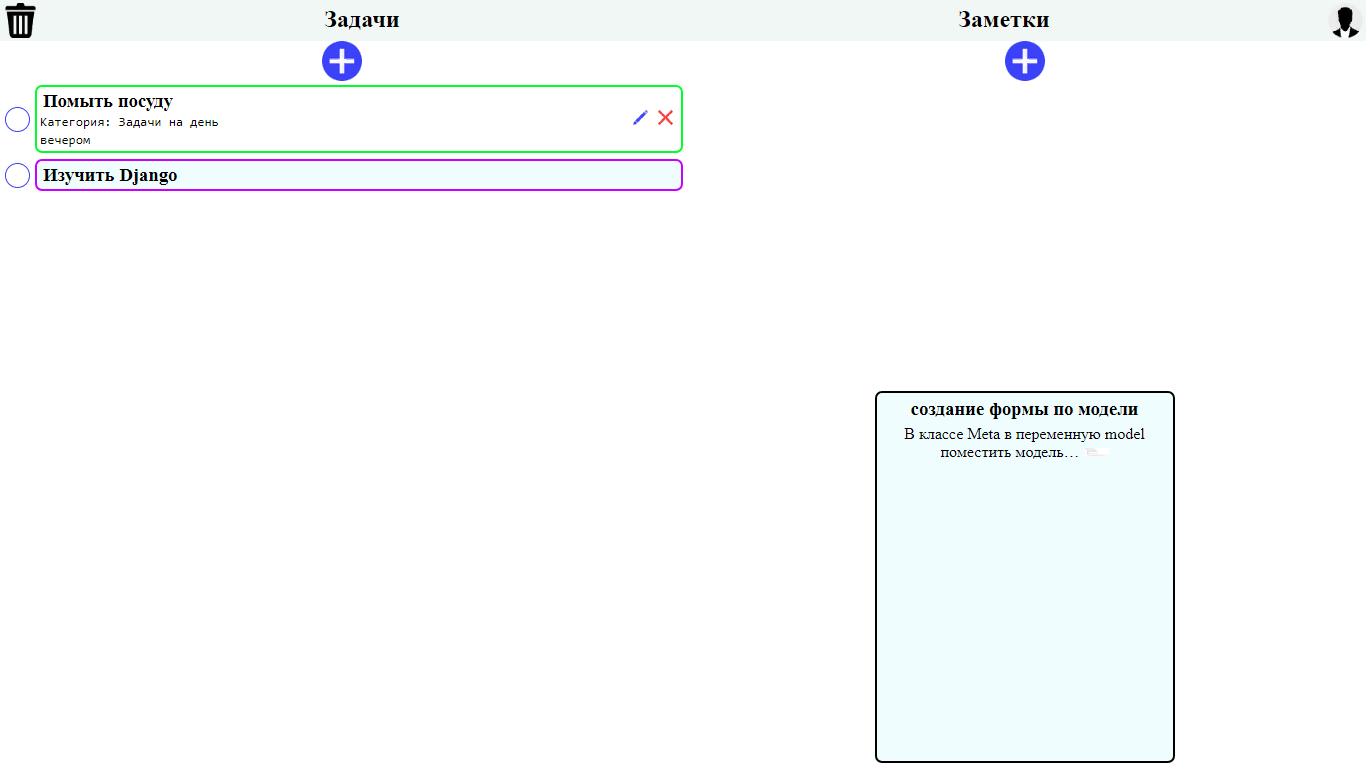 Задачи
Заметки
Помыть посуду
Категория: Задачи на день
вечером
Изучить Django
создание формы по модели
В классе Meta в переменную model
поместить модель…